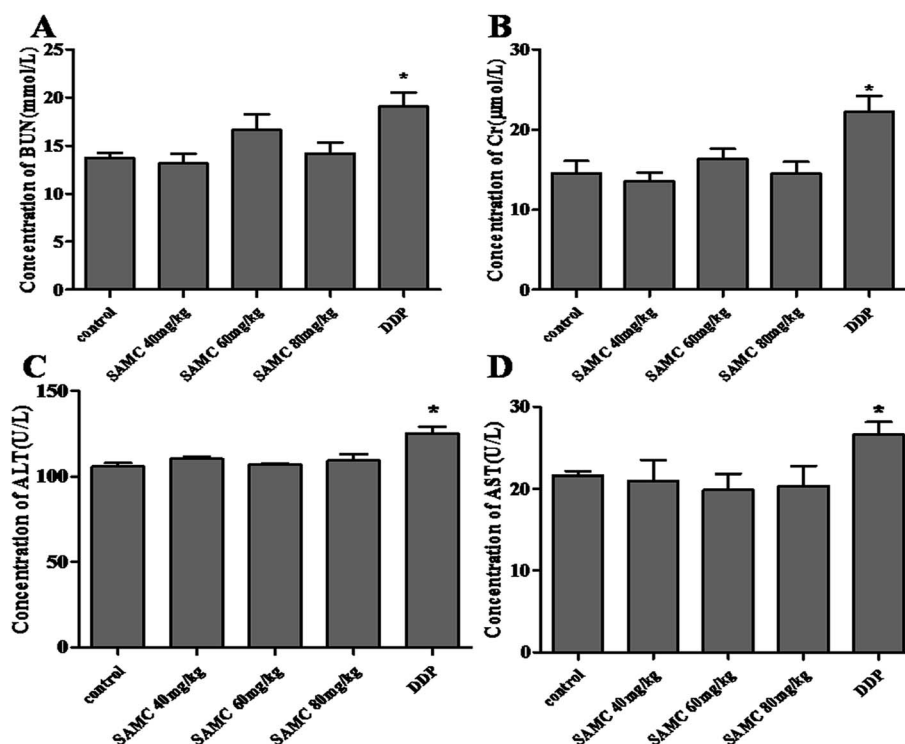 A
Concentration of BUN(mmol/L)
25
20
15
10
5
0
*
control
SAMC 40mg/kg
SAMC 60mg/kg
SAMC 80mg/kg
DDP
B
Concentration of Cr(μmol/L)
30
20
10
0
*
control
SAMC 40mg/kg
SAMC 60mg/kg
SAMC 80mg/kg
DDP
C
Concentration of ALT(U/L)
150
100
50
0
*
control
SAMC 40mg/kg
SAMC 60mg/kg
SAMC 80mg/kg
DDP
D
Concentration of AST(U/L)
30
20
10
0
*
control
SAMC 40mg/kg
SAMC 60mg/kg
SAMC 80mg/kg
DDP